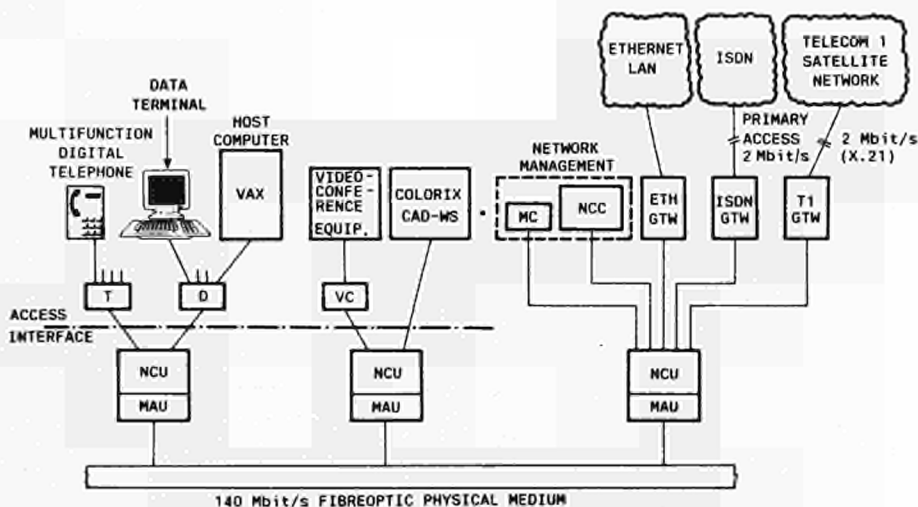 ETHERNET
LAN
ISDN
TELECOM 1
SATELLITE
NETWORK
DATA
TERMINAL
MULTIFUNCTION
DIGITAL
TELEPHONE
HOST
COMPUTER
VAX
VIDEO-
CONFE-
RENCE
EQUIP.
COLORIX
CAD-WS
NETWORK
MANAGEMENT
MC
NCC
PRIMARY
ACCESS
2 Mbit/s
2 Mbit/s
(X.21)
ETH
GTW
ISDN
GTW
T1
GTW
T
D
VC
ACCESS
INTERFACE
NCU
MAU
NCU
MAU
NCU
MAU
140 Mbit/s FIBREOPTIC PHYSICAL MEDIUM